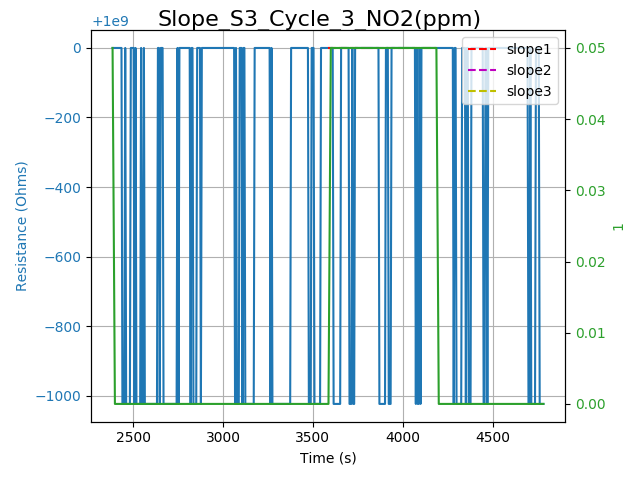 Slope_S3_Cycle_3_NO2(ppm)
+1e9
0
−200
−400
−600
−800
−1000
Resistance (Ohms)
slope1
slope2
slope3
0.05
0.04
0.03
0.02
0.01
0.00
1
2500
3000
3500
4000
4500
Time (s)